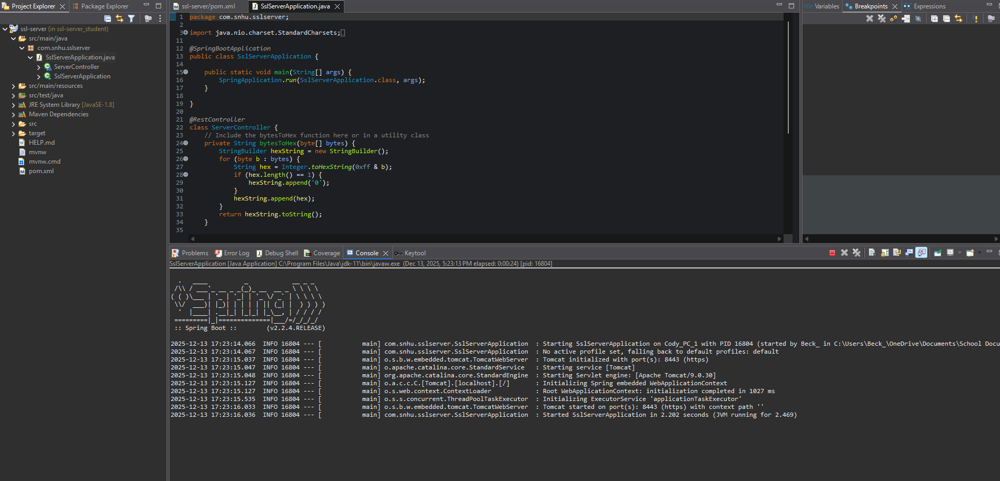 Project Explorer
Package Explorer
ssl-server (in ssl-server_student)
src/main/java
com.snhu.sslserver
SslServerApplication.java
ServerController
SslServerApplication
src/main/resources
src/test/java
JRE System Library [JavaSE-1.8]
Maven Dependencies
src
target
HELP.md
mvnw
mvnw.cmd
pom.xml
ssl-server/pom.xml
SslServerApplication.java
1 package com.snhu.sslserver;
2
3 import java.nio.charset.StandardCharsets;
11
12 @SpringBootApplication
13 public class SslServerApplication {
14
15     public static void main(String[] args) {
16         SpringApplication.run(SslServerApplication.class, args);
17     }
18
19 }
20
21 @RestController
22 class ServerController {
23     // Include the bytesToHex function here or in a utility class
24     private String bytesToHex(byte[] bytes) {
25         StringBuilder hexString = new StringBuilder();
26         for (byte b : bytes) {
27             String hex = Integer.toHexString(0xff & b);
28             if (hex.length() == 1) {
29                 hexString.append('0');
30             }
31             hexString.append(hex);
32         }
33         return hexString.toString();
34     }
35
Variables
Breakpoints
Expressions
Problems
Error Log
Debug Shell
Coverage
Console
Keytool
SslServerApplication [Java Application] C:\Program Files\Java\jdk-11\bin\javaw.exe (Dec 13, 2025, 5:23:13 PM elapsed: 0:00:24) [pid: 16804]
  .   ____          _            __ _ _
 /\\ / ___'_ __ _ _(_)_ __  __ _ \ \ \ \
( ( )\___ | '_ | '_| | '_ \/ _` | \ \ \ \
 \\/  ___)| |_)| | | | | || (_| |  ) ) ) )
  '  |____| .__|_| |_|_| |_\__, | / / / /
 =========|_|==============|___/=/_/_/_/
 :: Spring Boot ::        (v2.2.4.RELEASE)
2025-12-13 17:23:14.066  INFO 16804 --- [           main] com.snhu.sslserver.SslServerApplication  : Starting SslServerApplication on Cody_PC_1 with PID 16804 (started by Beck_ in C:\Users\Beck_\OneDrive\Documents\School Docu
2025-12-13 17:23:14.067  INFO 16804 --- [           main] com.snhu.sslserver.SslServerApplication  : No active profile set, falling back to default profiles: default
2025-12-13 17:23:15.037  INFO 16804 --- [           main] o.s.b.w.embedded.tomcat.TomcatWebServer  : Tomcat initialized with port(s): 8443 (https)
2025-12-13 17:23:15.047  INFO 16804 --- [           main] o.apache.catalina.core.StandardService   : Starting service [Tomcat]
2025-12-13 17:23:15.048  INFO 16804 --- [           main] org.apache.catalina.core.StandardEngine  : Starting Servlet engine: [Apache Tomcat/9.0.30]
2025-12-13 17:23:15.127  INFO 16804 --- [           main] o.a.c.c.C.[Tomcat].[localhost].[/]       : Initializing Spring embedded WebApplicationContext
2025-12-13 17:23:15.127  INFO 16804 --- [           main] o.s.web.context.ContextLoader            : Root WebApplicationContext: initialization completed in 1027 ms
2025-12-13 17:23:15.535  INFO 16804 --- [           main] o.s.s.concurrent.ThreadPoolTaskExecutor  : Initializing ExecutorService 'applicationTaskExecutor'
2025-12-13 17:23:16.033  INFO 16804 --- [           main] o.s.b.w.embedded.tomcat.TomcatWebServer  : Tomcat started on port(s): 8443 (https) with context path ''
2025-12-13 17:23:16.036  INFO 16804 --- [           main] com.snhu.sslserver.SslServerApplication  : Started SslServerApplication in 2.202 seconds (JVM running for 2.469)